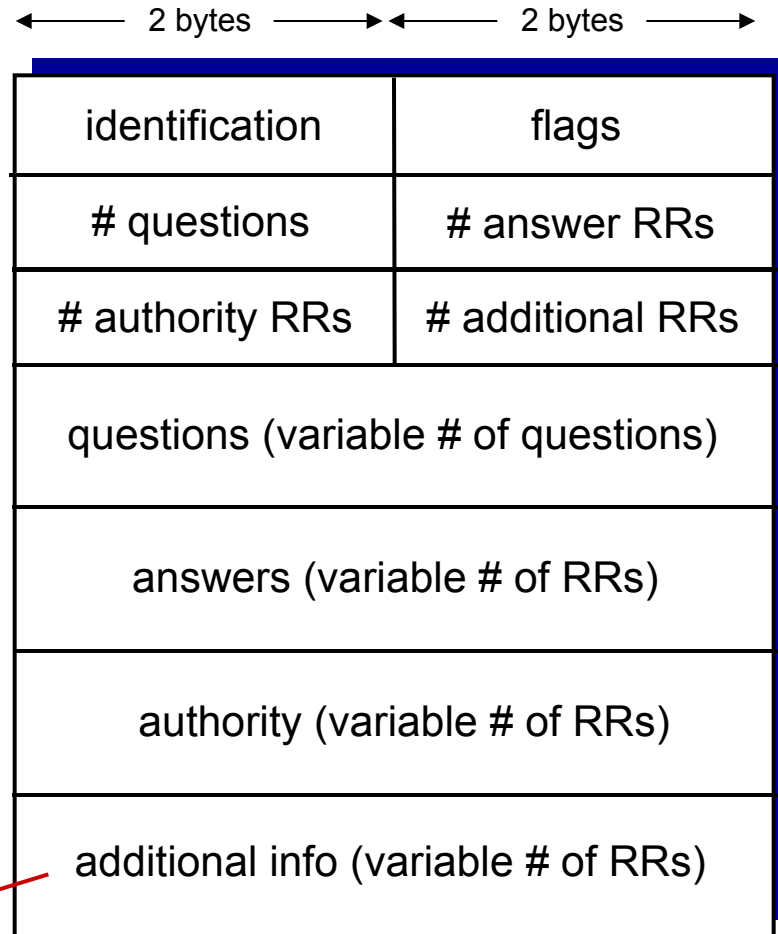 2 bytes 2 bytes
identification flags
# questions # answer RRs
# authority RRs # additional RRs
questions (variable # of questions)
answers (variable # of RRs)
authority (variable # of RRs)
additional info (variable # of RRs)